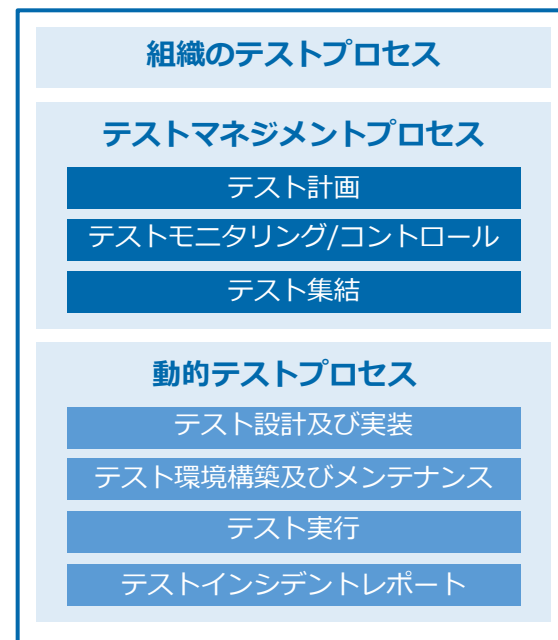 組織のテストプロセス
テストマネジメントプロセス
テスト計画
テストモニタリング/コントロール
テスト集結
動的テストプロセス
テスト設計及び実装
テスト環境構築及びメンテナンス
テスト実行
テストインシデントレポート